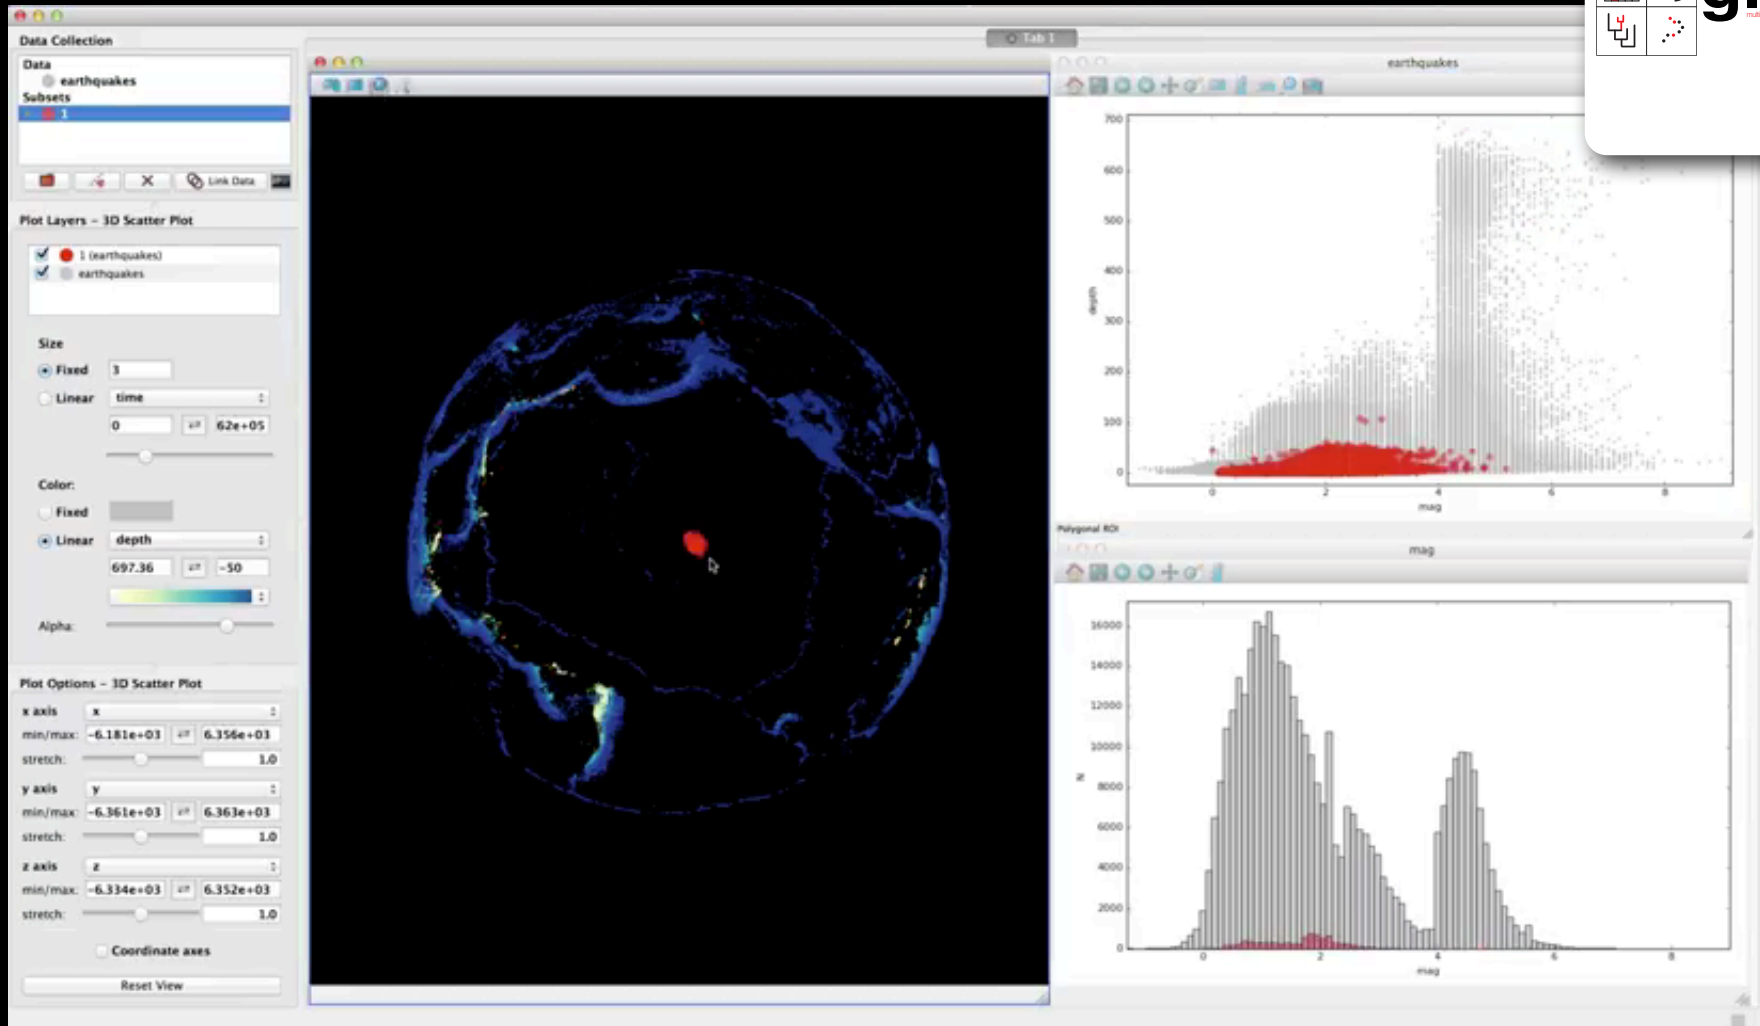 Tab 1
Data Collection
Data
earthquakes
Subsets
1
Link Data
Plot Layers - 3D Scatter Plot
1 (earthquakes)
earthquakes
Size
Fixed 3
Linear time
0 62e+05
Color:
Fixed
Linear depth
697.36 -50
Alpha:
Plot Options - 3D Scatter Plot
x axis x
min/max: -6.181e+03 6.356e+03
stretch: 1.0
y axis y
min/max: -6.361e+03 6.363e+03
stretch: 1.0
z axis z
min/max: -6.334e+03 6.352e+03
stretch: 1.0
Coordinate axes
Reset View
earthquakes
700
600
500
400
300
200
100
0
depth
0 2 4 6 8
mag
Polygonal ROI
mag
16000
14000
12000
10000
8000
6000
4000
2000
0
N
0 2 4 6 8
mag